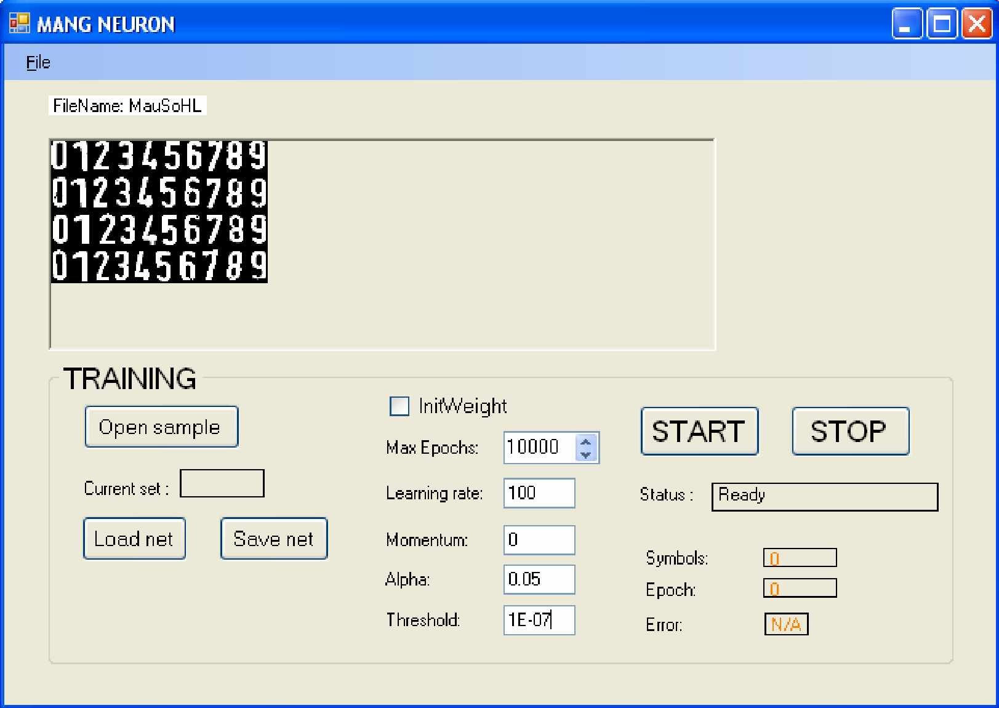 MANG NEURON
File
FileName: MauSoHL
0123456789
0123456789
0123456789
0123456789
TRAINING
Open sample
Current set :
Load net
Save net
InitWeight
Max Epochs: 10000
Learning rate: 100
Momentum: 0
Alpha: 0.05
Threshold: 1E-07
START
STOP
Status : Ready
Symbols: 0
Epoch: 0
Error: N/A